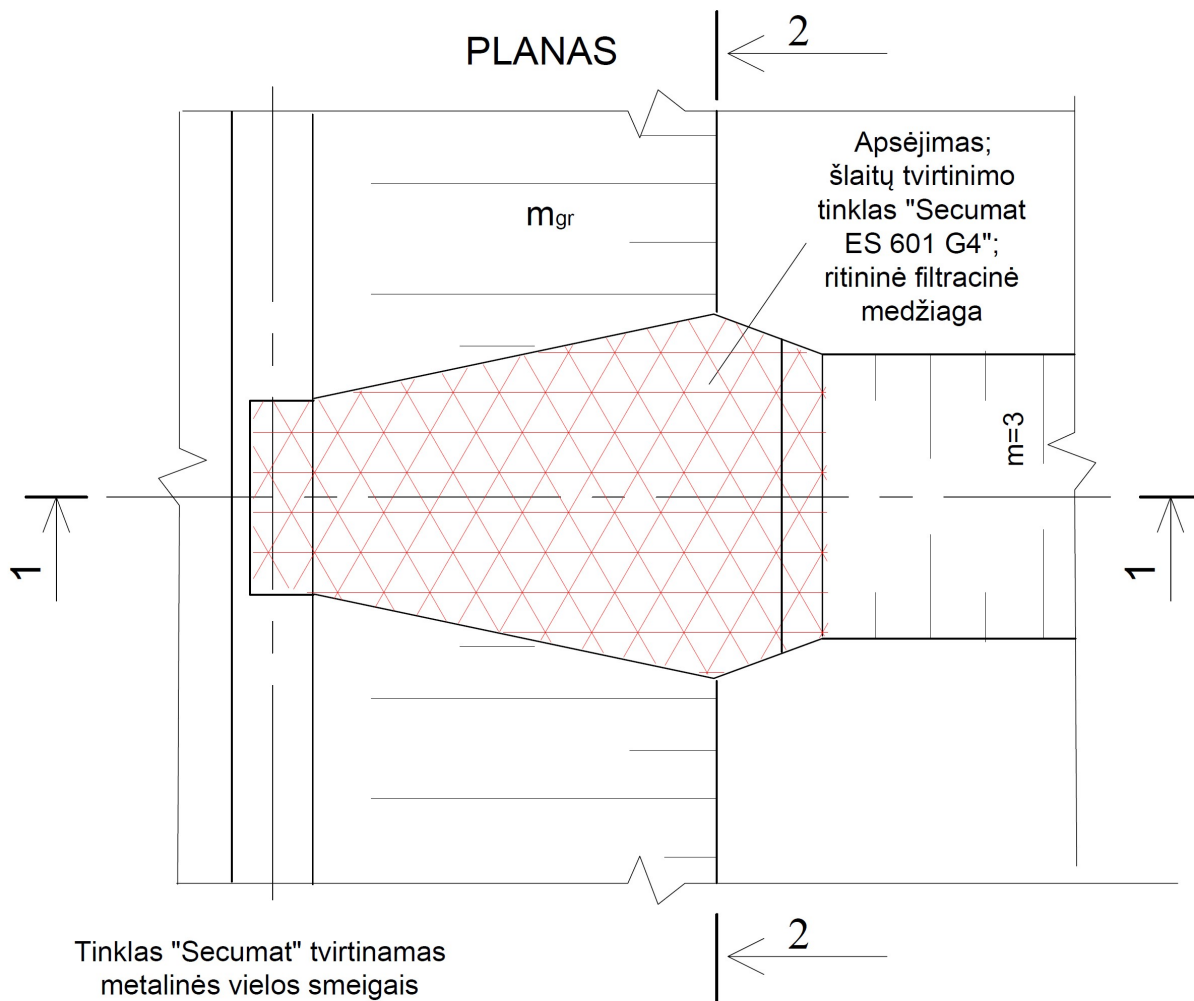 PLANAS
2
Apsėjimas;
šlaitų tvirtinimo
tinklas "Secumat
ES 601 G4";
ritininė filtracinė
medžiaga
mgr
m=3
1
1
2
Tinklas "Secumat" tvirtinamas
metalinės vielos smeigais